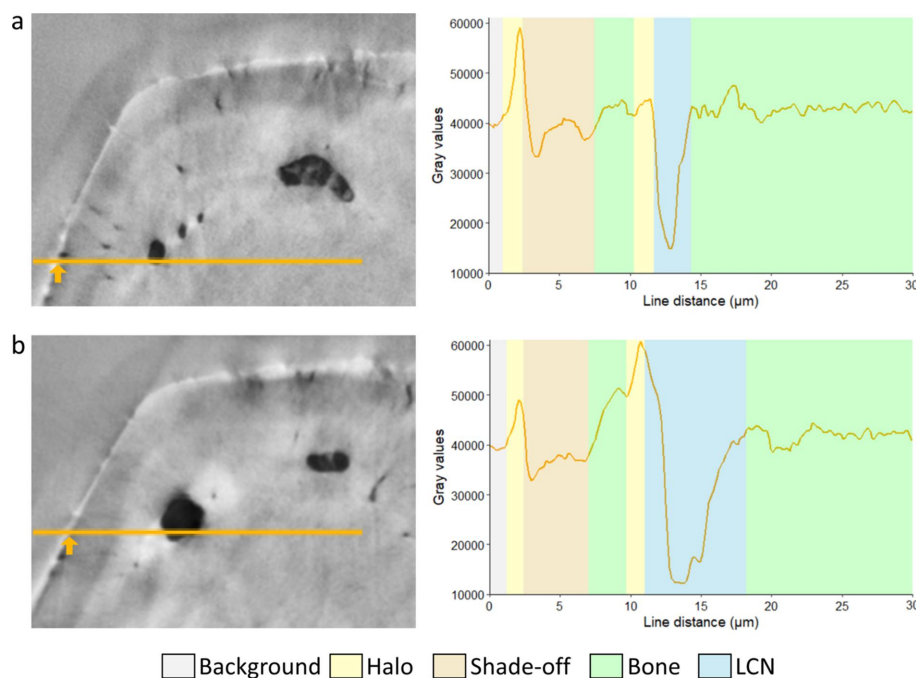 a
60000
50000
40000
30000
20000
10000
Gray values
0 5 10 15 20 25 30
Line distance (µm)
b
60000
50000
40000
30000
20000
10000
Gray values
0 5 10 15 20 25 30
Line distance (µm)
Background Halo Shade-off Bone LCN